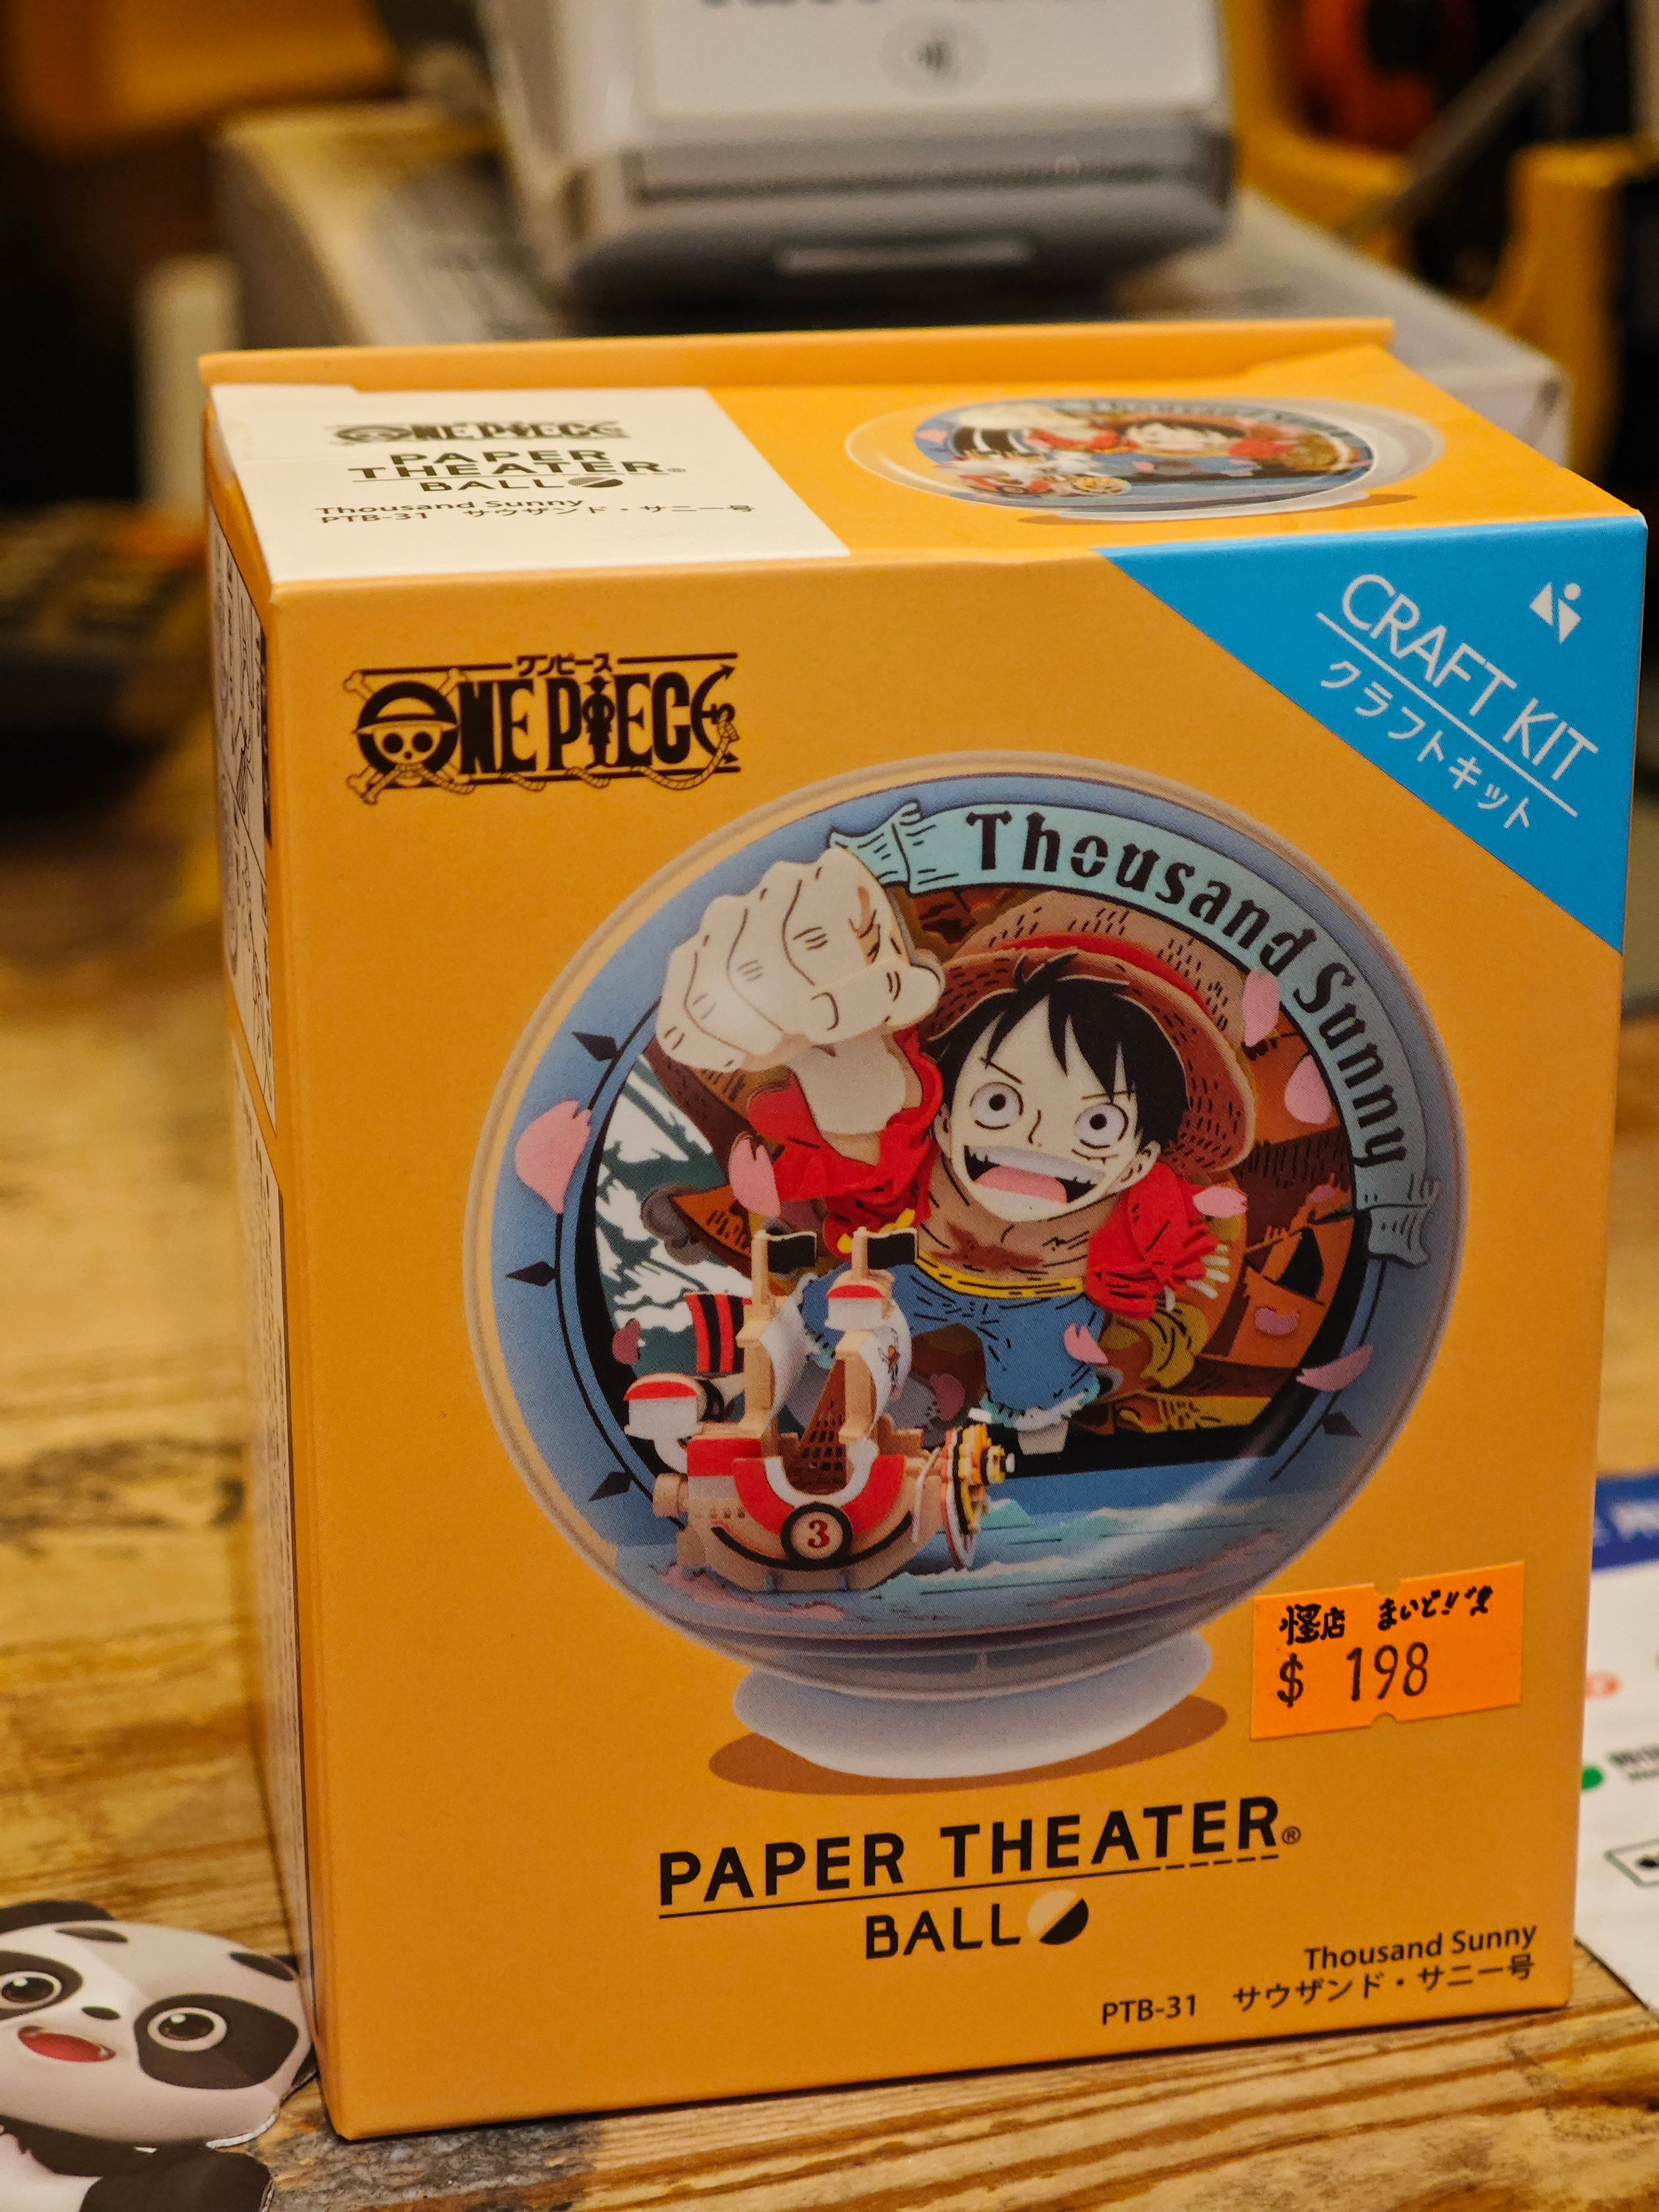 ONE PIECE
PAPER
THEATER®
BALL
Thousand Sunny
PTB-31 サウザンド・サニー号
CRAFT KIT
クラフトキット
ワンピース
ONE PIECE
Thousand Sunny
3
怪店 まいど!!
$ 198
PAPER THEATER®
BALL
Thousand Sunny
PTB-31 サウザンド・サニー号